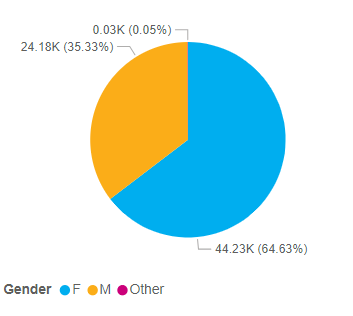 0.03K (0.05%)
24.18K (35.33%)
44.23K (64.63%)
Gender F M Other